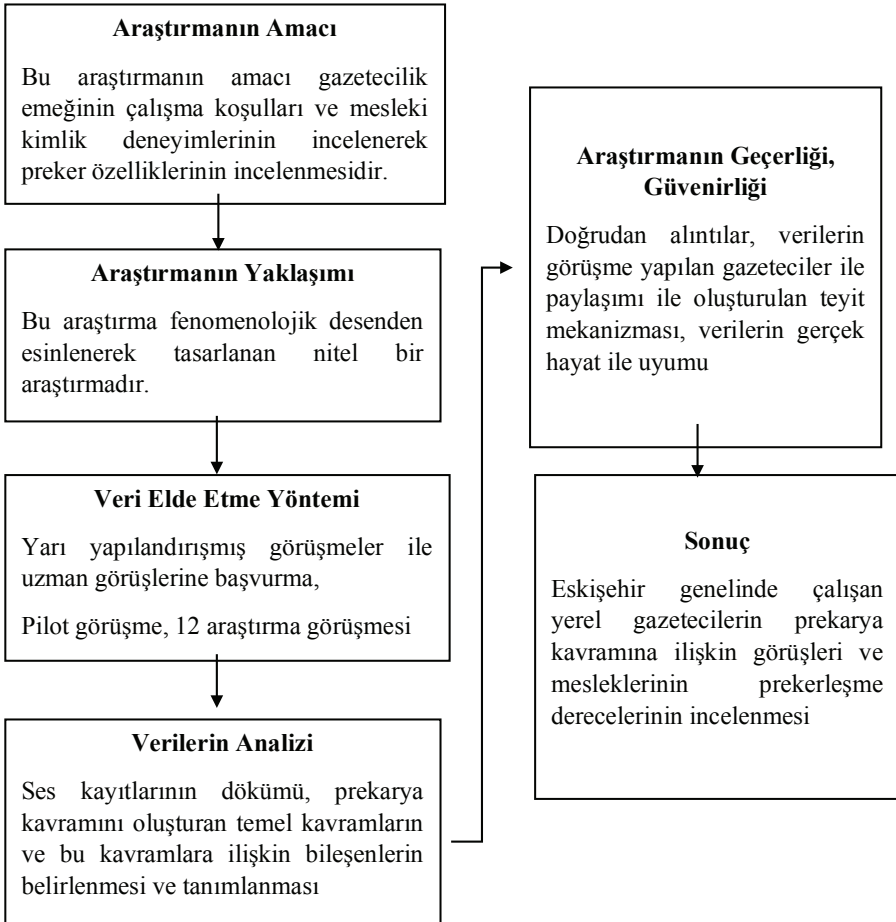 Araştırmanın Amacı
Bu araştırmanın amacı gazetecilik
emeğinin çalışma koşulları ve mesleki
kimlik deneyimlerinin incelenerek
preker özelliklerinin incelenmesidir.
Araştırmanın Yaklaşımı
Bu araştırma fenomenolojik desenden
esinlenerek tasarlanan nitel bir
araştırmadır.
Veri Elde Etme Yöntemi
Yarı yapılandırışmış görüşmeler ile
uzman görüşlerine başvurma,
Pilot görüşme, 12 araştırma görüşmesi
Verilerin Analizi
Ses kayıtlarının dökümü, prekarya
kavramını oluşturan temel kavramların
ve bu kavramlara ilişkin bileşenlerin
belirlenmesi ve tanımlanması
Araştırmanın Geçerliği,
Güvenirliği
Doğrudan alıntılar, verilerin
görüşme yapılan gazeteciler ile
paylaşımı ile oluşturulan teyit
mekanizması, verilerin gerçek
hayat ile uyumu
Sonuç
Eskişehir genelinde çalışan
yerel gazetecilerin prekarya
kavramına ilişkin görüşleri ve
mesleklerinin prekerleşme
derecelerinin incelenmesi